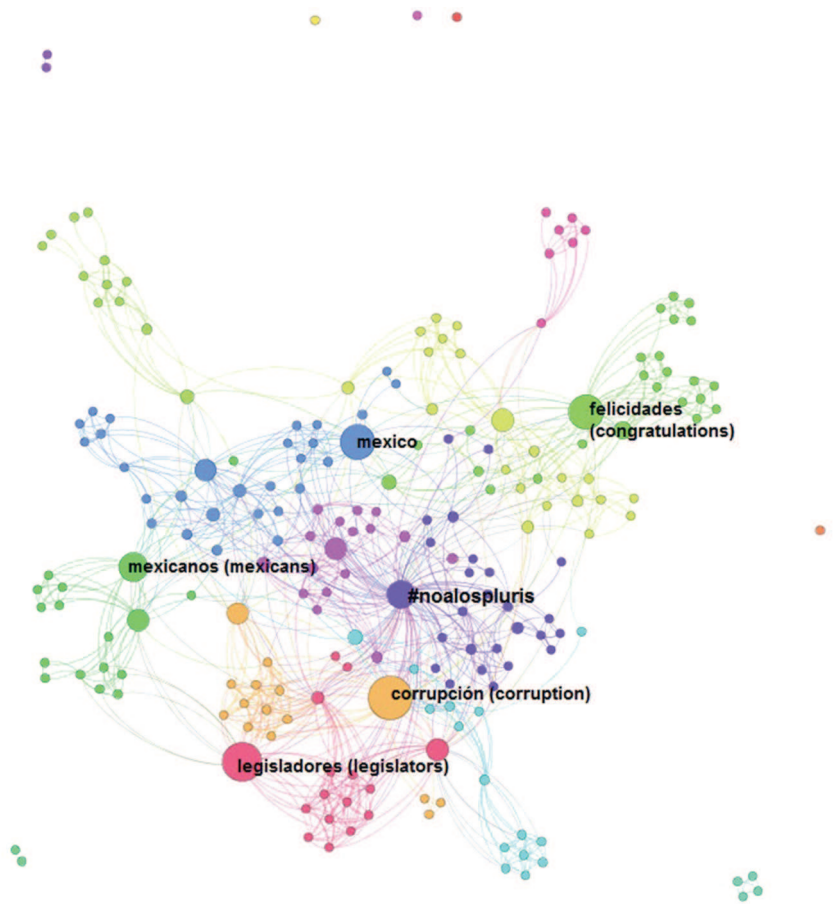 felicidades
(congratulations)
mexico
mexicanos (mexicans)
#noalospluris
corrupción (corruption)
legisladores (legislators)